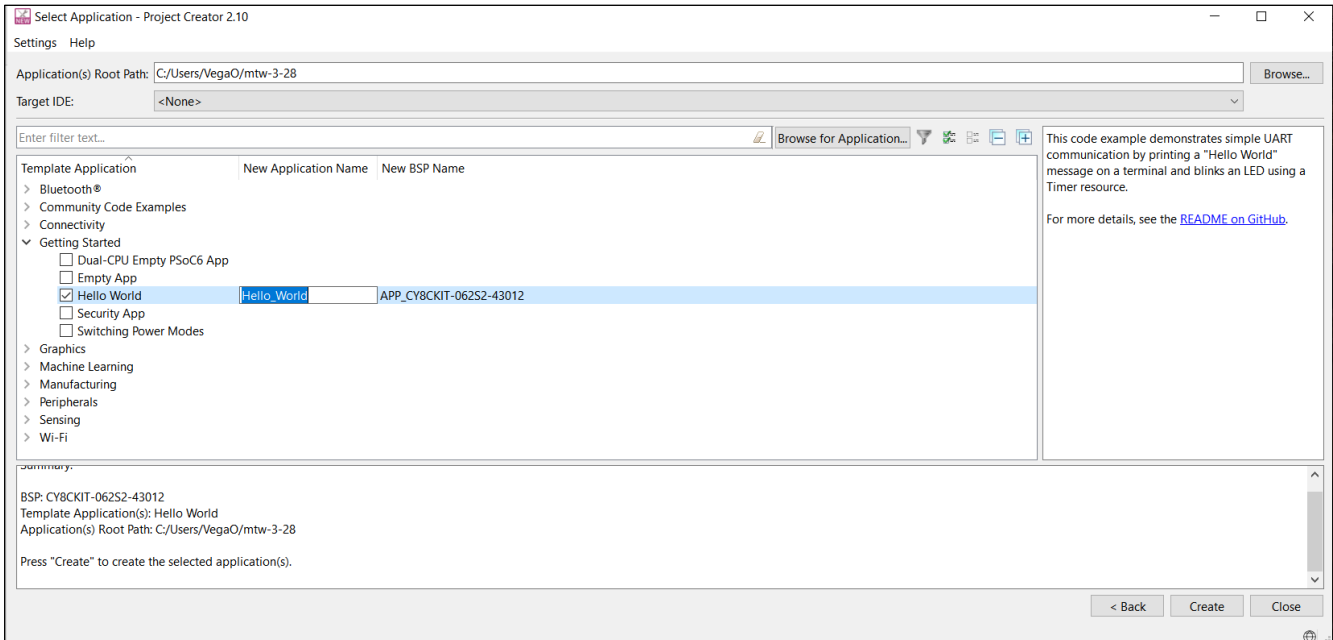 Select Application - Project Creator 2.10
Settings Help
Application(s) Root Path: C:/Users/VegaO/mtw-3-28 Browse...
Target IDE: <None>
Enter filter text... Browse for Application...
Template Application New Application Name New BSP Name
Bluetooth®
Community Code Examples
Connectivity
Getting Started
Dual-CPU Empty PSoC6 App
Empty App
Hello World Hello_World APP_CY8CKIT-062S2-43012
Security App
Switching Power Modes
Graphics
Machine Learning
Manufacturing
Peripherals
Sensing
Wi-Fi
This code example demonstrates simple UART
communication by printing a "Hello World"
message on a terminal and blinks an LED using a
Timer resource.
For more details, see the README on GitHub.
Summary:
BSP: CY8CKIT-062S2-43012
Template Application(s): Hello World
Application(s) Root Path: C:/Users/VegaO/mtw-3-28
Press "Create" to create the selected application(s).
< Back Create Close